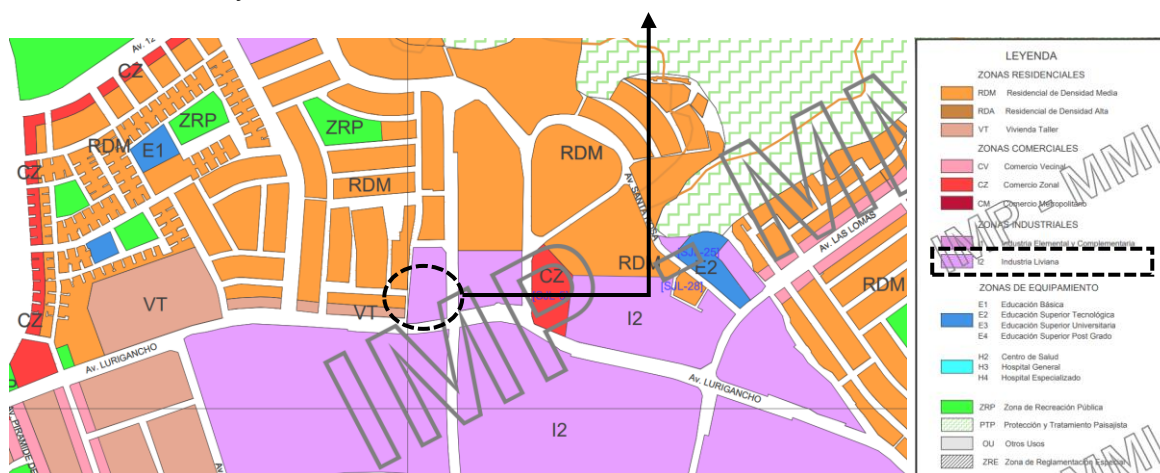 Av. 12
CZ
ZRP
E1
RDM
CZ
CZ
VT
Av. LURIGANCHO
Av. PIRAMIDE DE
ZRP
RDM
VT
RDM
Av. SANTA ROSA
RDM
CZ
I2
I2
Av. LURIGANCHO
[SJL-25]
E2
[SJL-28]
Av. LAS LOMAS
RDM
IMP
LEYENDA
ZONAS RESIDENCIALES
RDM Residencial de Densidad Media
RDA Residencial de Densidad Alta
VT Vivienda Taller
ZONAS COMERCIALES
CV Comercio Vecinal
CZ Comercio Zonal
CM Comercio Metropolitano
ZONAS INDUSTRIALES
Industria Elemental y Complementaria
I2 Industria Liviana
ZONAS DE EQUIPAMIENTO
E1 Educación Básica
E2 Educación Superior Tecnológica
E3 Educación Superior Universitaria
E4 Educación Superior Post Grado
H2 Centro de Salud
H3 Hospital General
H4 Hospital Especializado
ZRP Zona de Recreación Pública
PTP Protección y Tratamiento Paisajista
OU Otros Usos
ZRE Zona de Reglamentación Especial
IMP - MML